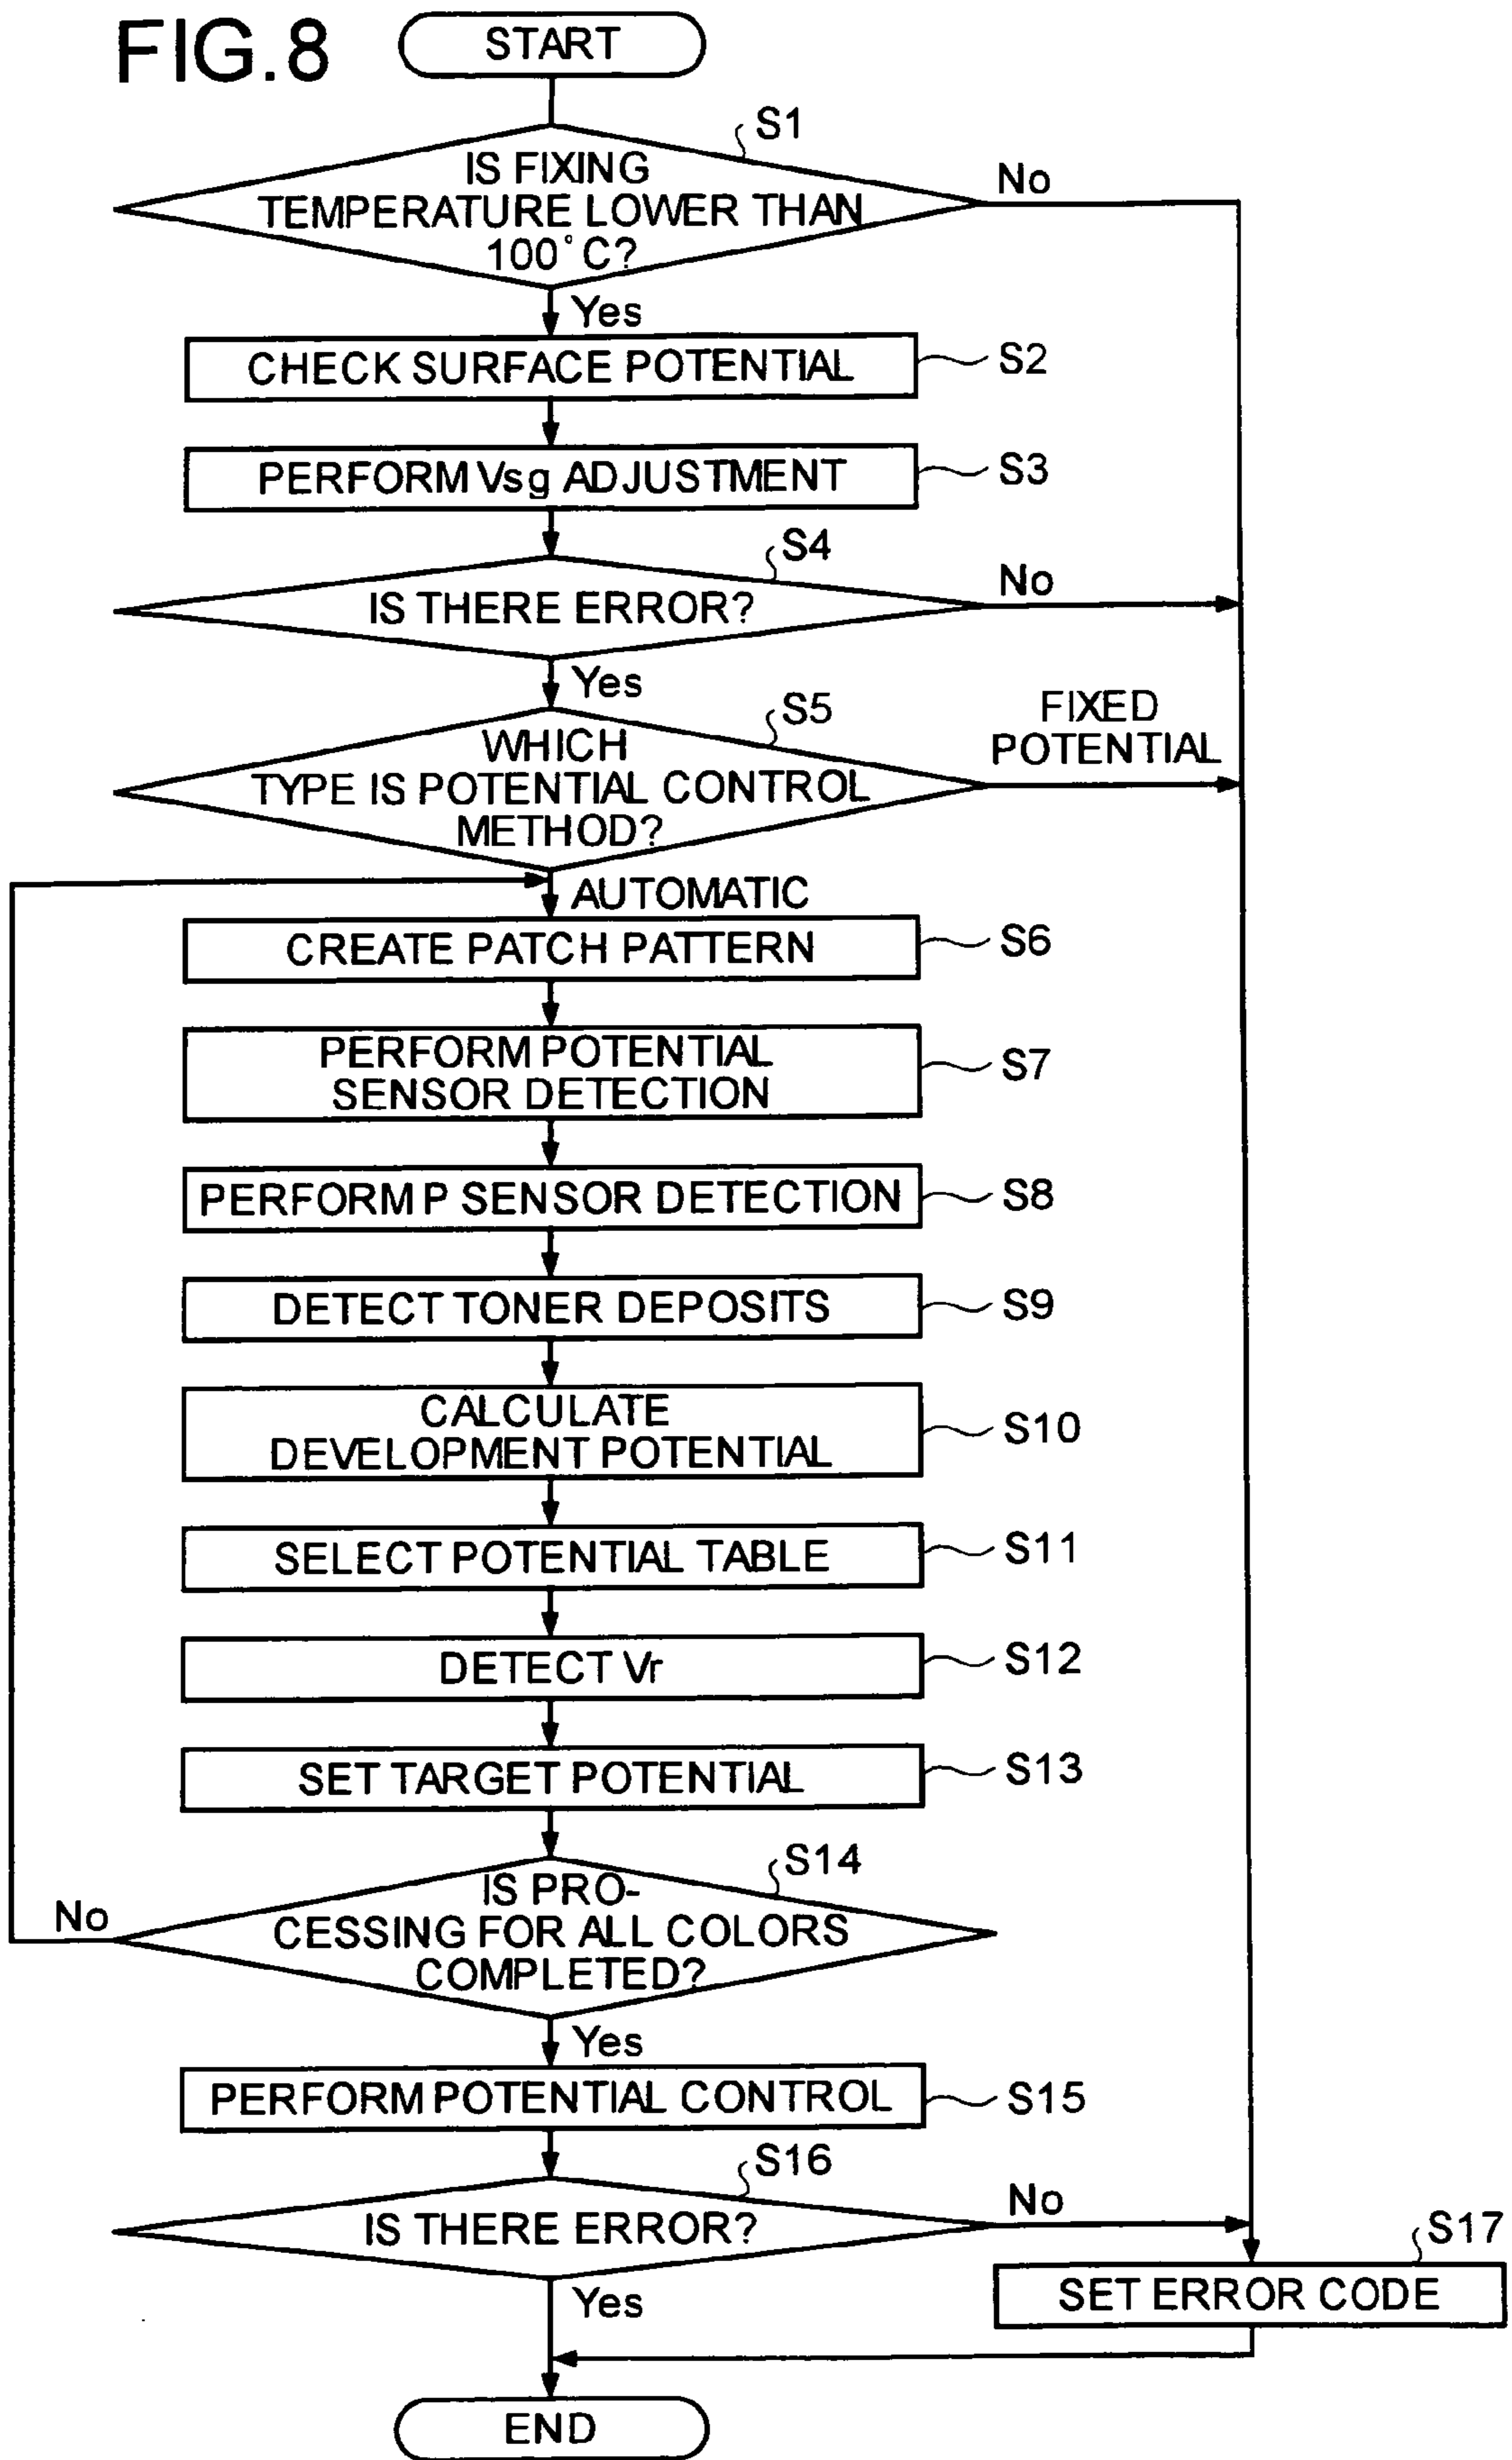 FIG.8
START
S1
IS FIXING
TEMPERATURE LOWER THAN
100°C?
No
Yes
CHECK SURFACE POTENTIAL
S2
PERFORM Vsg ADJUSTMENT
S3
S4
IS THERE ERROR?
No
Yes
S5
WHICH
TYPE IS POTENTIAL CONTROL
METHOD?
FIXED
POTENTIAL
AUTOMATIC
CREATE PATCH PATTERN
S6
PERFORM POTENTIAL
SENSOR DETECTION
S7
PERFORM P SENSOR DETECTION
S8
DETECT TONER DEPOSITS
S9
CALCULATE
DEVELOPMENT POTENTIAL
S10
SELECT POTENTIAL TABLE
S11
DETECT Vr
S12
SET TARGET POTENTIAL
S13
S14
IS PRO-
CESSING FOR ALL COLORS
COMPLETED?
No
Yes
PERFORM POTENTIAL CONTROL
S15
S16
IS THERE ERROR?
No
Yes
S17
SET ERROR CODE
END